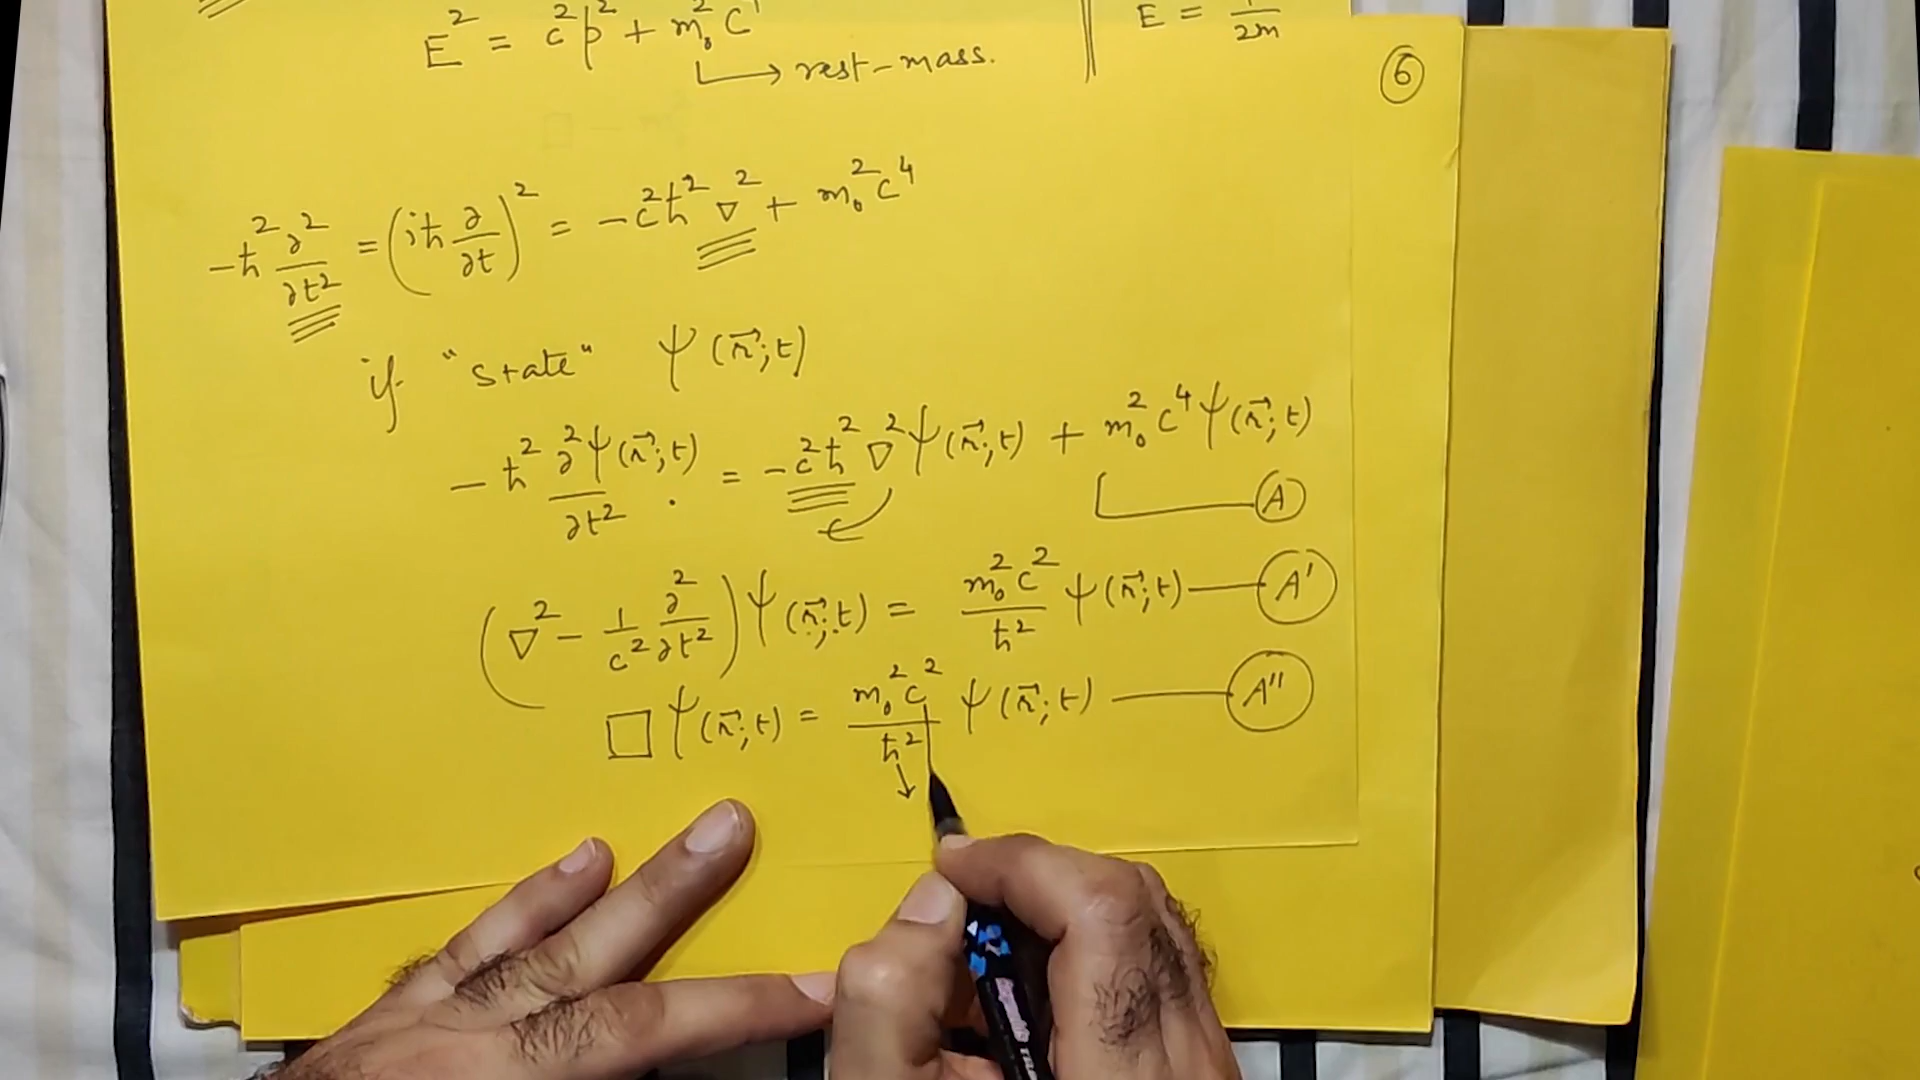 E² = c²p² + m₀²c⁴
E = 1/2m
→ rest-mass.
6
-ħ² ∂²/∂t² = (iħ ∂/∂t)² = -c²ħ² ∇² + m₀²c⁴
if "state" ψ(r⃗;t)
-ħ² ∂²ψ(r⃗;t)/∂t² = -c²ħ² ∇²ψ(r⃗;t) + m₀²c⁴ψ(r⃗;t)
A
(∇² - 1/c² ∂²/∂t²)ψ(r⃗;t) = m₀²c²/ħ² ψ(r⃗;t) — A'
□ψ(r⃗;t) = m₀²c²/ħ² ψ(r⃗;t) — A''